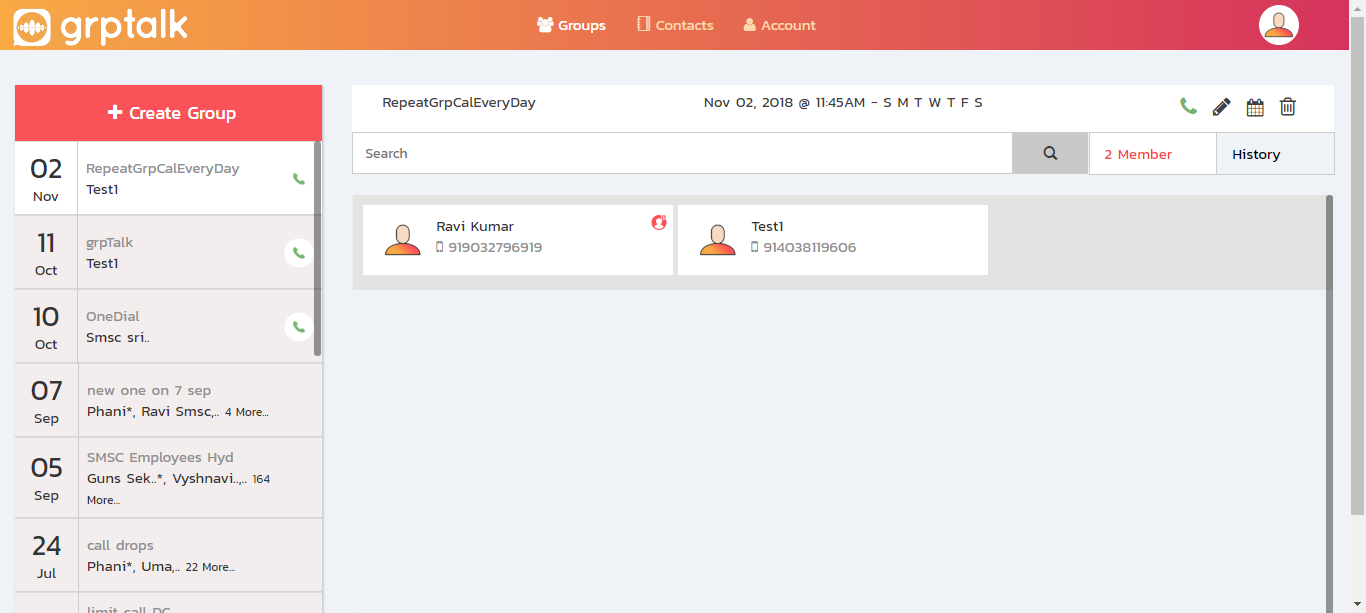 grptalk
Groups
Contacts
Account
Create Group
02
Nov
RepeatGrpCalEveryDay
Test1
11
Oct
grpTalk
Test1
10
Oct
OneDial
Smsc sri..
07
Sep
new one on 7 sep
Phani*, Ravi Smsc,.. 4 More...
05
Sep
SMSC Employees Hyd
Guns Sek..*, Vyshnavi..,.. 164
More...
24
Jul
call drops
Phani*, Uma,.. 22 More...
limit call DC
RepeatGrpCalEveryDay
Nov 02, 2018 @ 11:45AM - S M T W T F S
Search
2 Member
History
Ravi Kumar
919032796919
Test1
914038119606